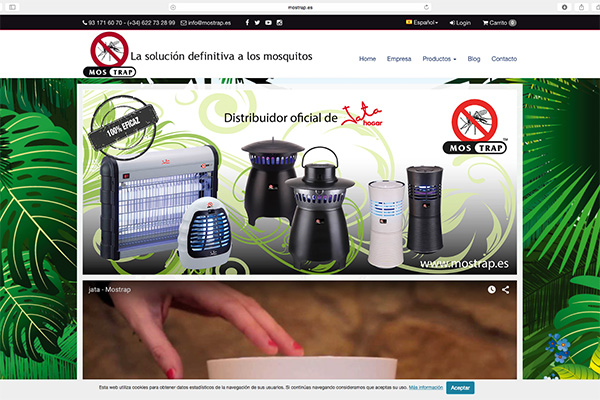 mostrap.es
93 171 60 70 - (+34) 622 73 28 99 info@mostrap.es Español Login Carrito 0
La solución definitiva a los mosquitos
MOS TRAP
Home Empresa Productos Blog Contacto
100% EFICAZ
Distribuidor oficial de Jata hogar
MOS TRAP TM
www.mostrap.es
jata - Mostrap
Esta web utiliza cookies para obtener datos estadísticos de la navegación de sus usuarios. Si continúas navegando consideramos que aceptas su uso. Más información Aceptar